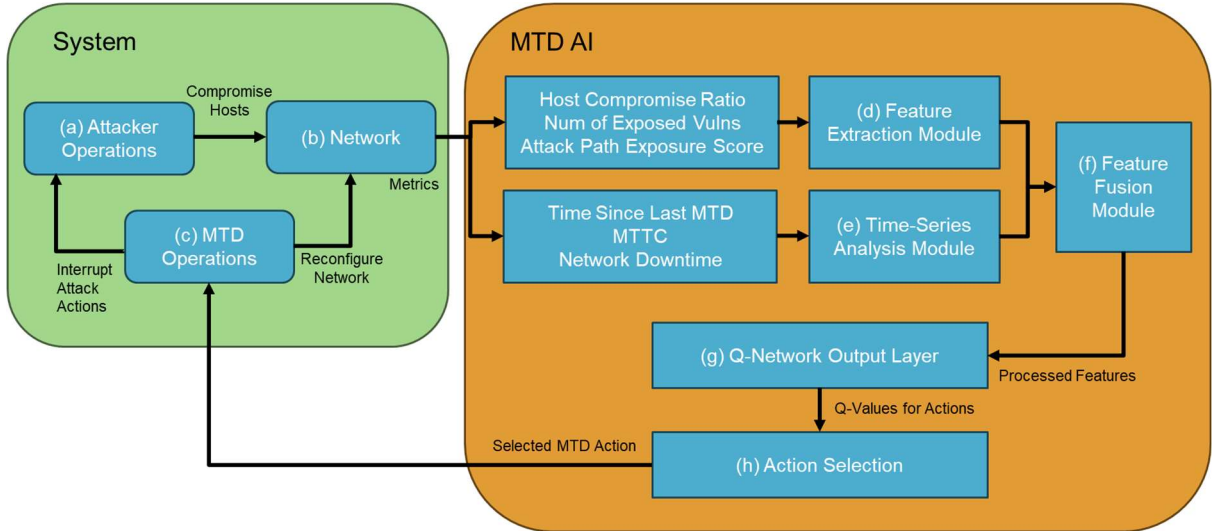 System
(a) Attacker
Operations
Compromise
Hosts
(b) Network
Metrics
(c) MTD
Operations
Interrupt
Attack
Actions
Reconfigure
Network
MTD AI
Host Compromise Ratio
Num of Exposed Vulns
Attack Path Exposure Score
(d) Feature
Extraction Module
Time Since Last MTD
MTTC
Network Downtime
(e) Time-Series
Analysis Module
(f) Feature
Fusion
Module
Processed Features
(g) Q-Network Output Layer
Q-Values for Actions
(h) Action Selection
Selected MTD Action